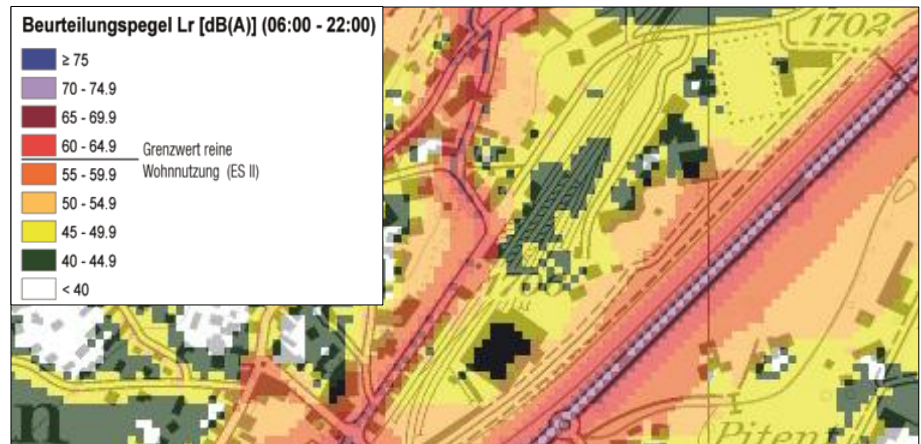 Beurteilungspegel Lr [dB(A)] (06:00 - 22:00)
≥ 75
70 - 74.9
65 - 69.9
60 - 64.9
Grenzwert reine
Wohnnutzung (ES II)
55 - 59.9
50 - 54.9
45 - 49.9
40 - 44.9
< 40
1702
n
Piten